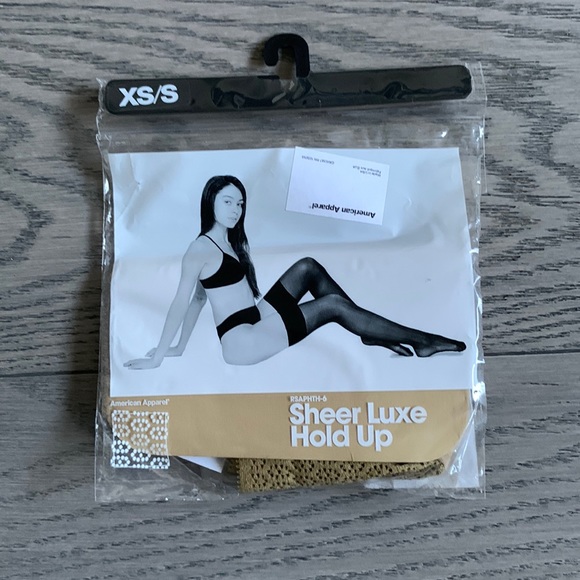 XS/S
American Apparel®
American Apparel®
RSAPHTH-6
Sheer Luxe
Hold Up